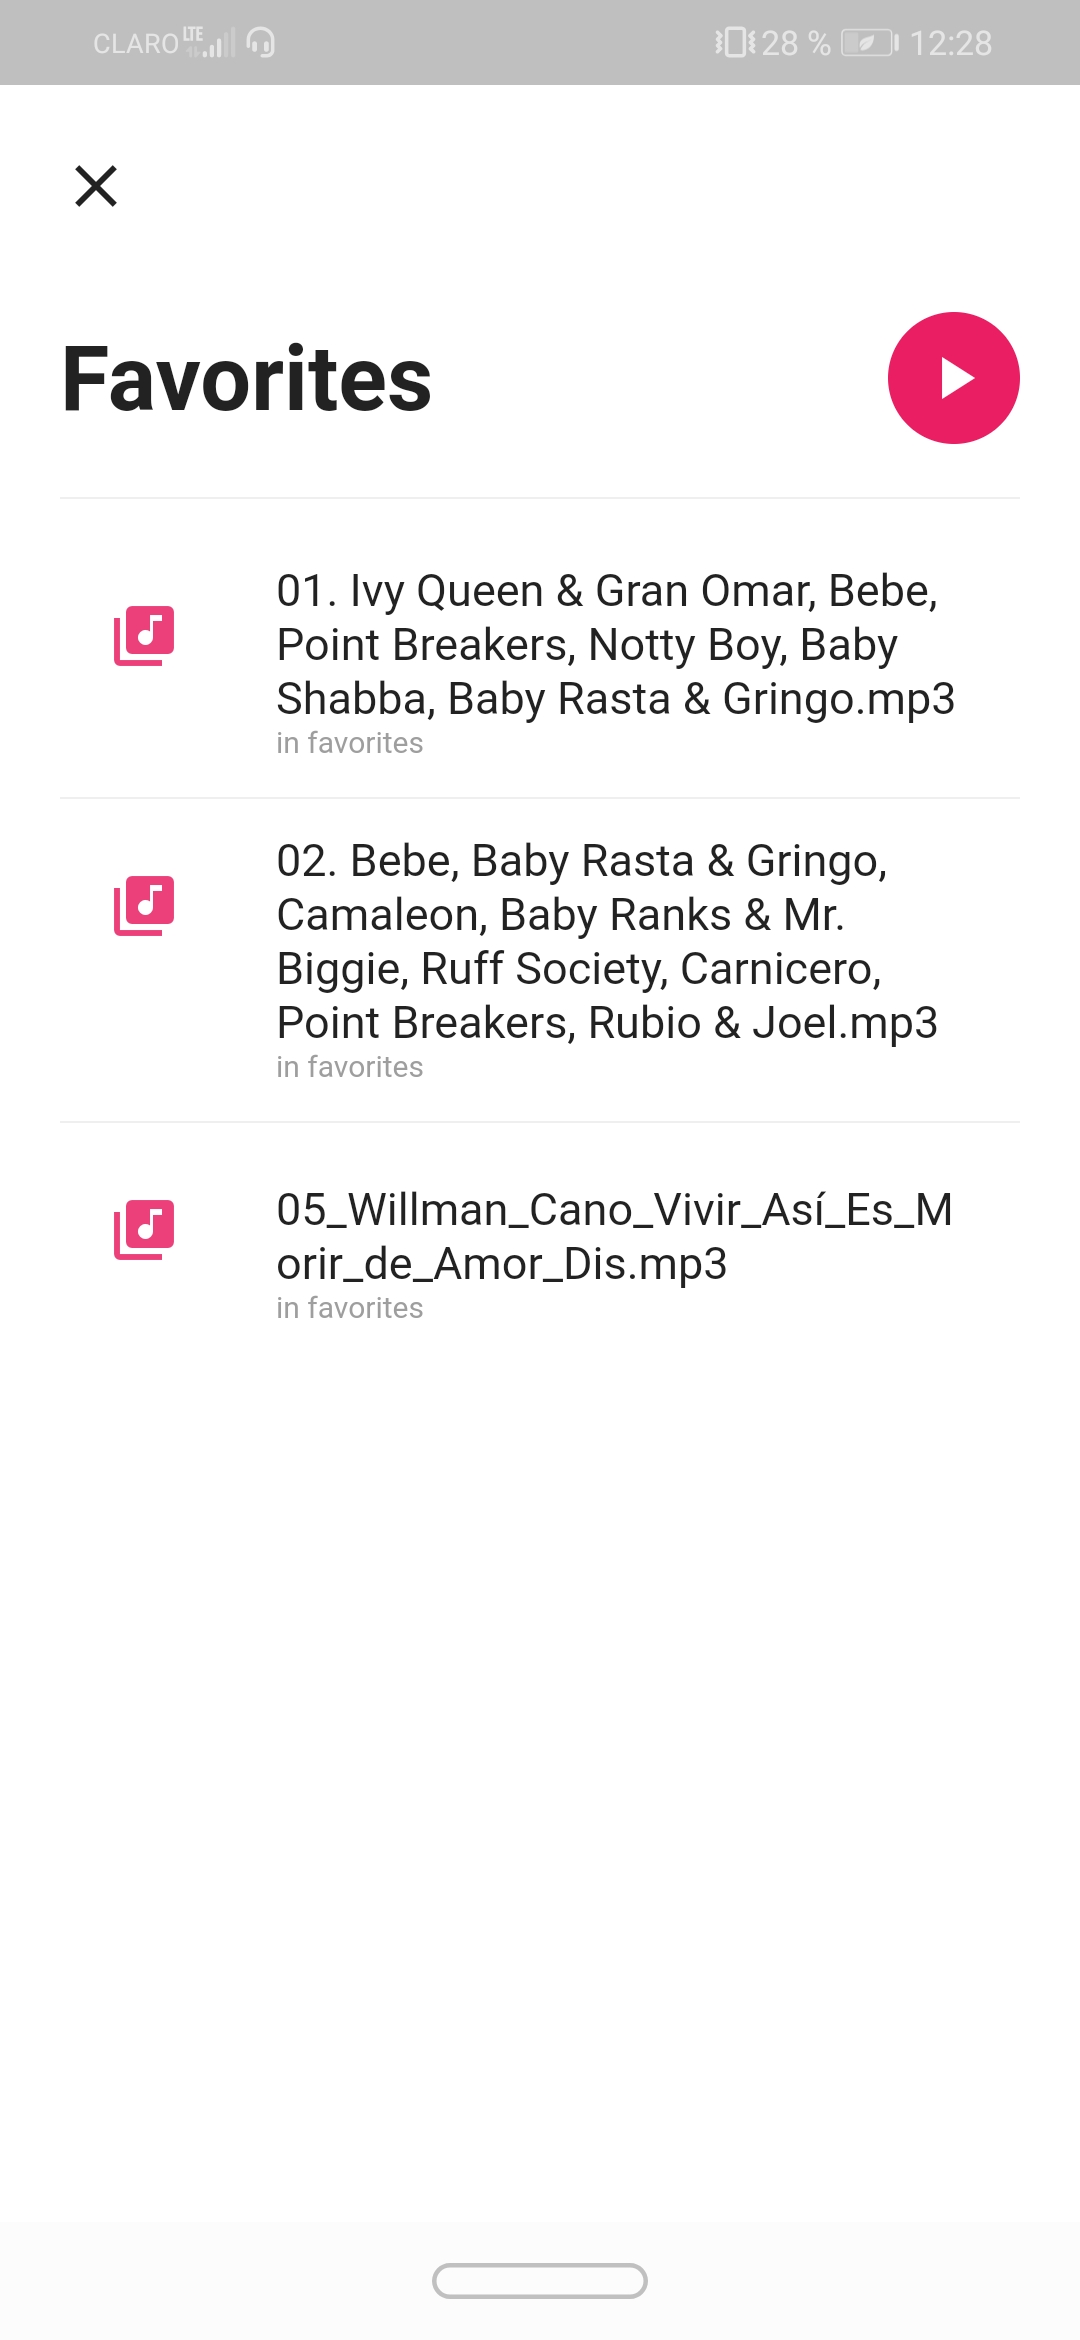 CLARO LTE 28 % 12:28
Favorites
01. Ivy Queen & Gran Omar, Bebe,
Point Breakers, Notty Boy, Baby
Shabba, Baby Rasta & Gringo.mp3
in favorites
02. Bebe, Baby Rasta & Gringo,
Camaleon, Baby Ranks & Mr.
Biggie, Ruff Society, Carnicero,
Point Breakers, Rubio & Joel.mp3
in favorites
05_Willman_Cano_Vivir_Así_Es_M
orir_de_Amor_Dis.mp3
in favorites